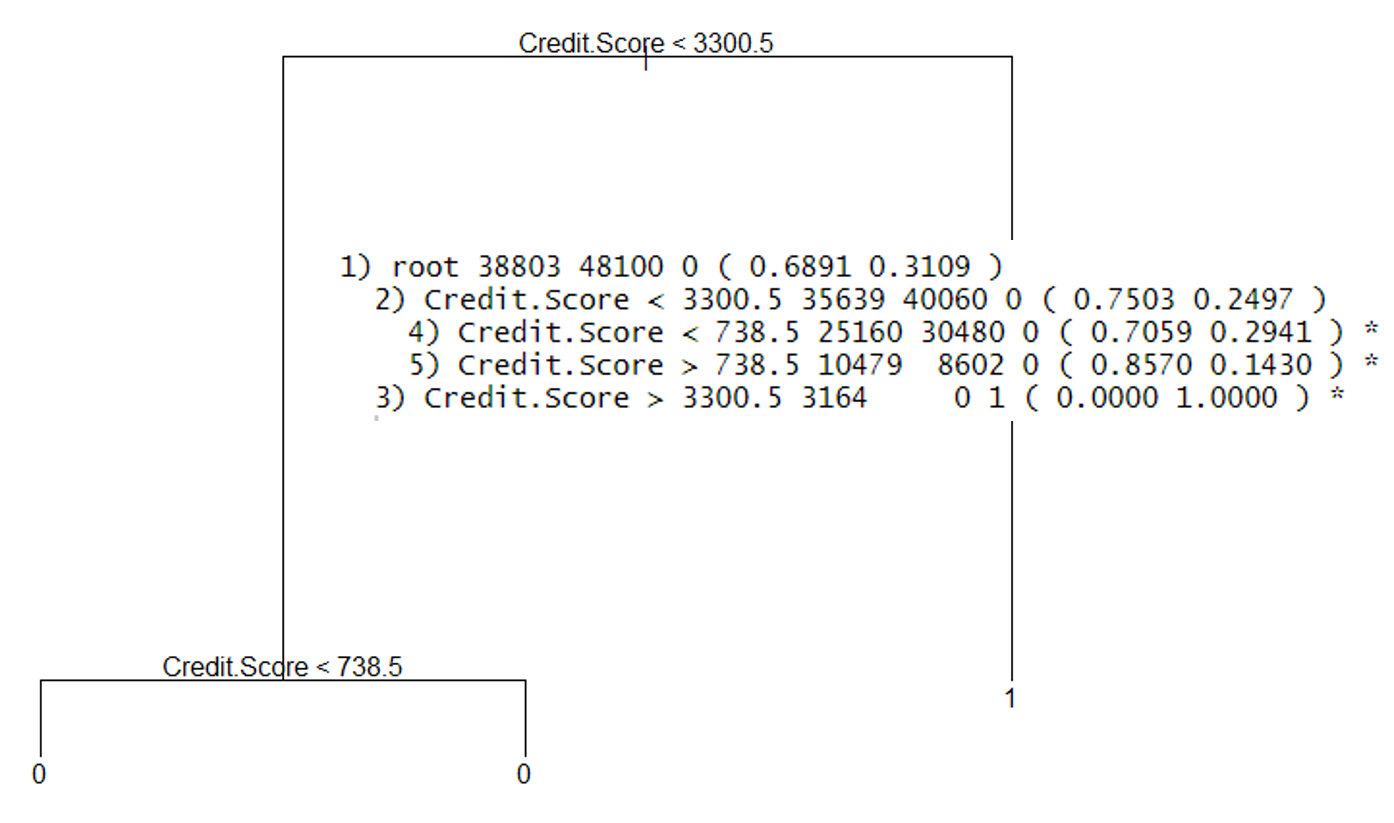 Credit.Score < 3300.5
1) root 38803 48100 0 ( 0.6891 0.3109 )
2) Credit.Score < 3300.5 35639 40060 0 ( 0.7503 0.2497 )
4) Credit.Score < 738.5 25160 30480 0 ( 0.7059 0.2941 ) *
5) Credit.Score > 738.5 10479 8602 0 ( 0.8570 0.1430 ) *
3) Credit.Score > 3300.5 3164 0 1 ( 0.0000 1.0000 ) *
Credit.Score < 738.5
1
0 0